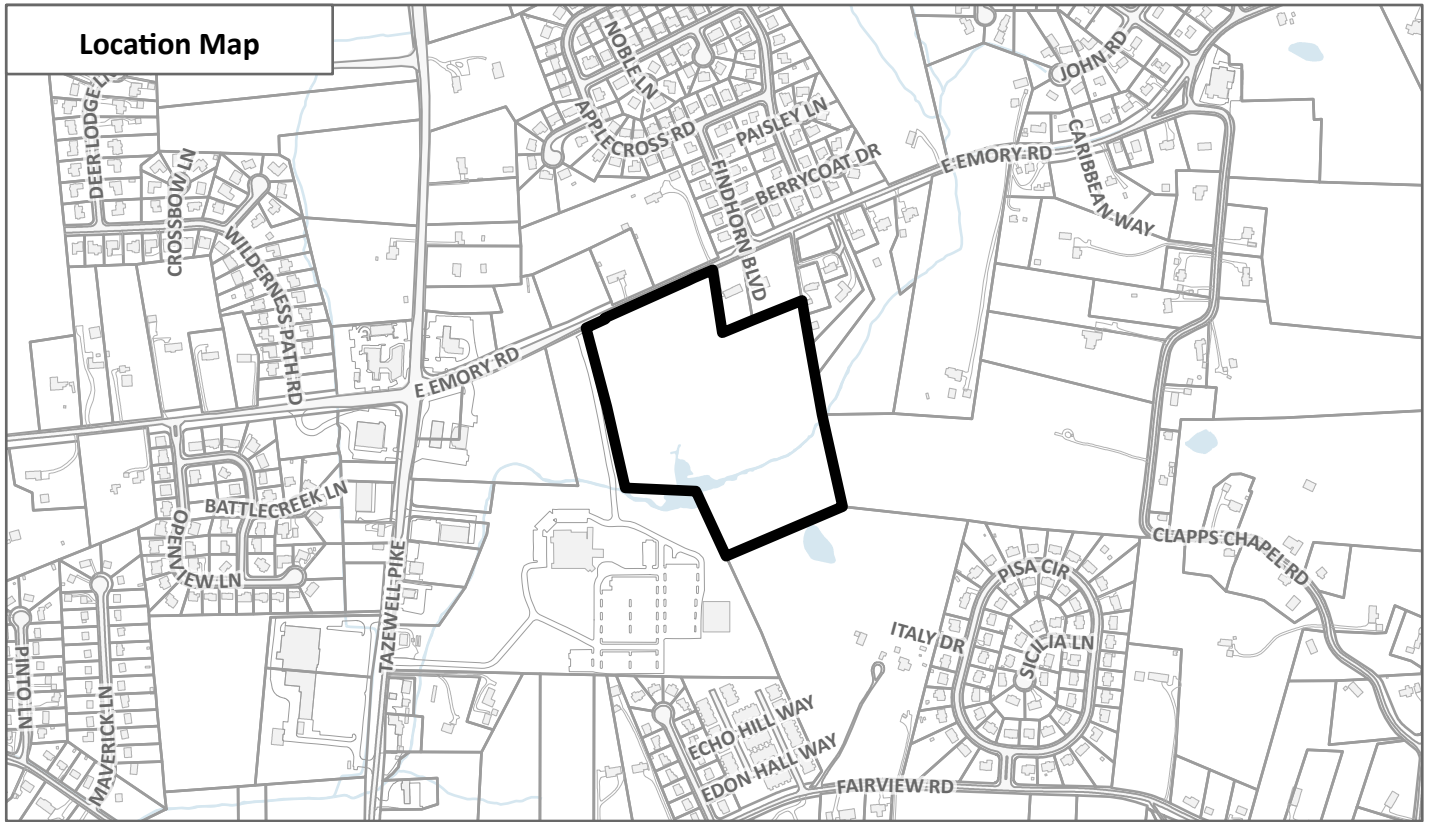 Location Map
NOBLE LN
JOHN RD
DEER LODGE LN
APPLECROSS RD
PAISLEY LN
CARIBBEAN WAY
CROSSBOW LN
FINDHORN BLVD
BERRYCOAT DR
E EMORY RD
WILDERNESS PATH RD
E EMORY RD
BATTLECREEK LN
OPENVIEW LN
TAZEWELL PIKE
CLAPPS CHAPEL RD
PISA CIR
ITALY DR
SICILIA LN
PINTO LN
MAVERICK LN
ECHO HILL WAY
EDON HALL WAY
FAIRVIEW RD